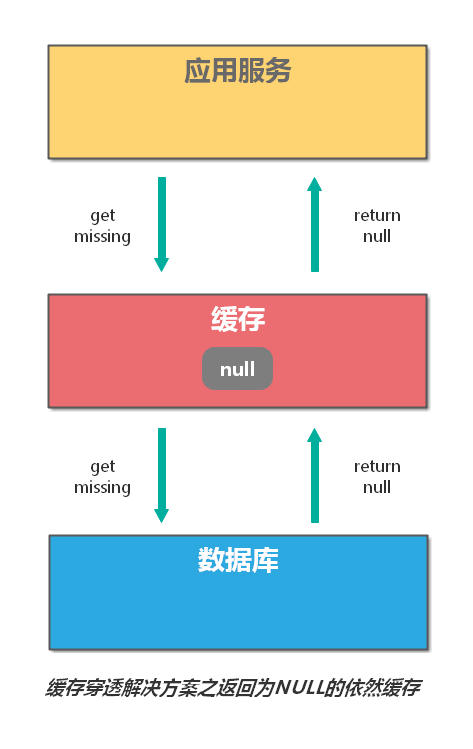 应用服务
get
missing
return
null
缓存
null
get
missing
return
null
数据库
缓存穿透解决方案之返回为NULL的依然缓存